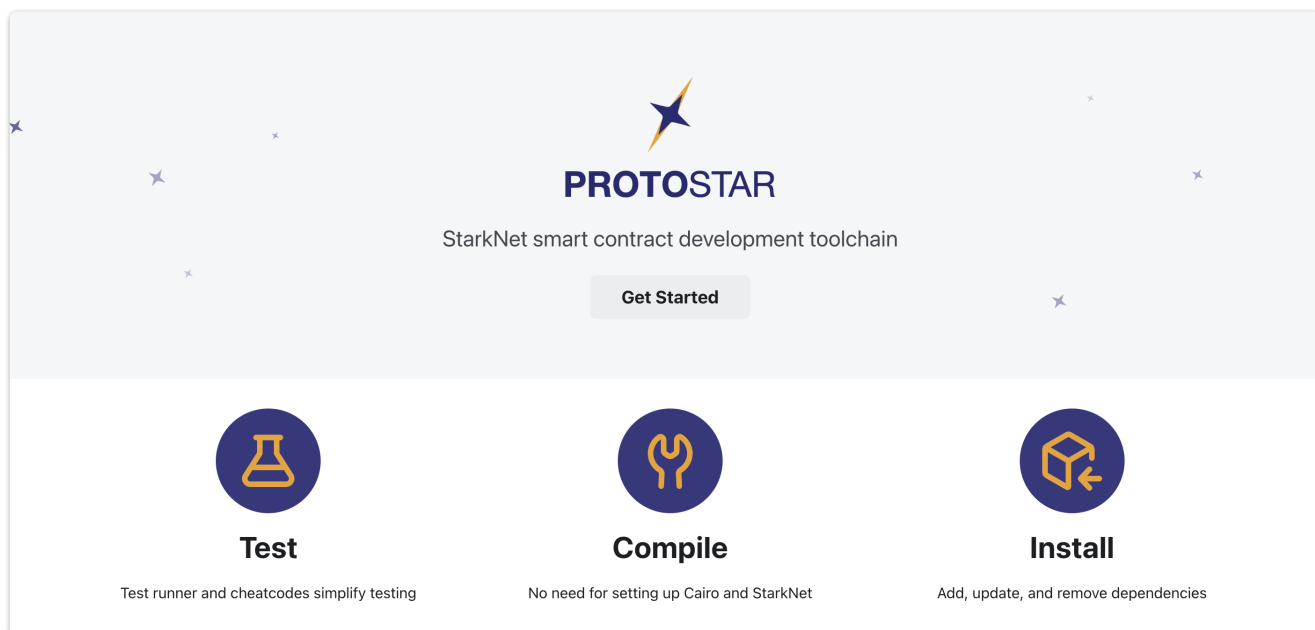 PROTOSTAR
StarkNet smart contract development toolchain
Get Started
Test
Test runner and cheatcodes simplify testing
Compile
No need for setting up Cairo and StarkNet
Install
Add, update, and remove dependencies